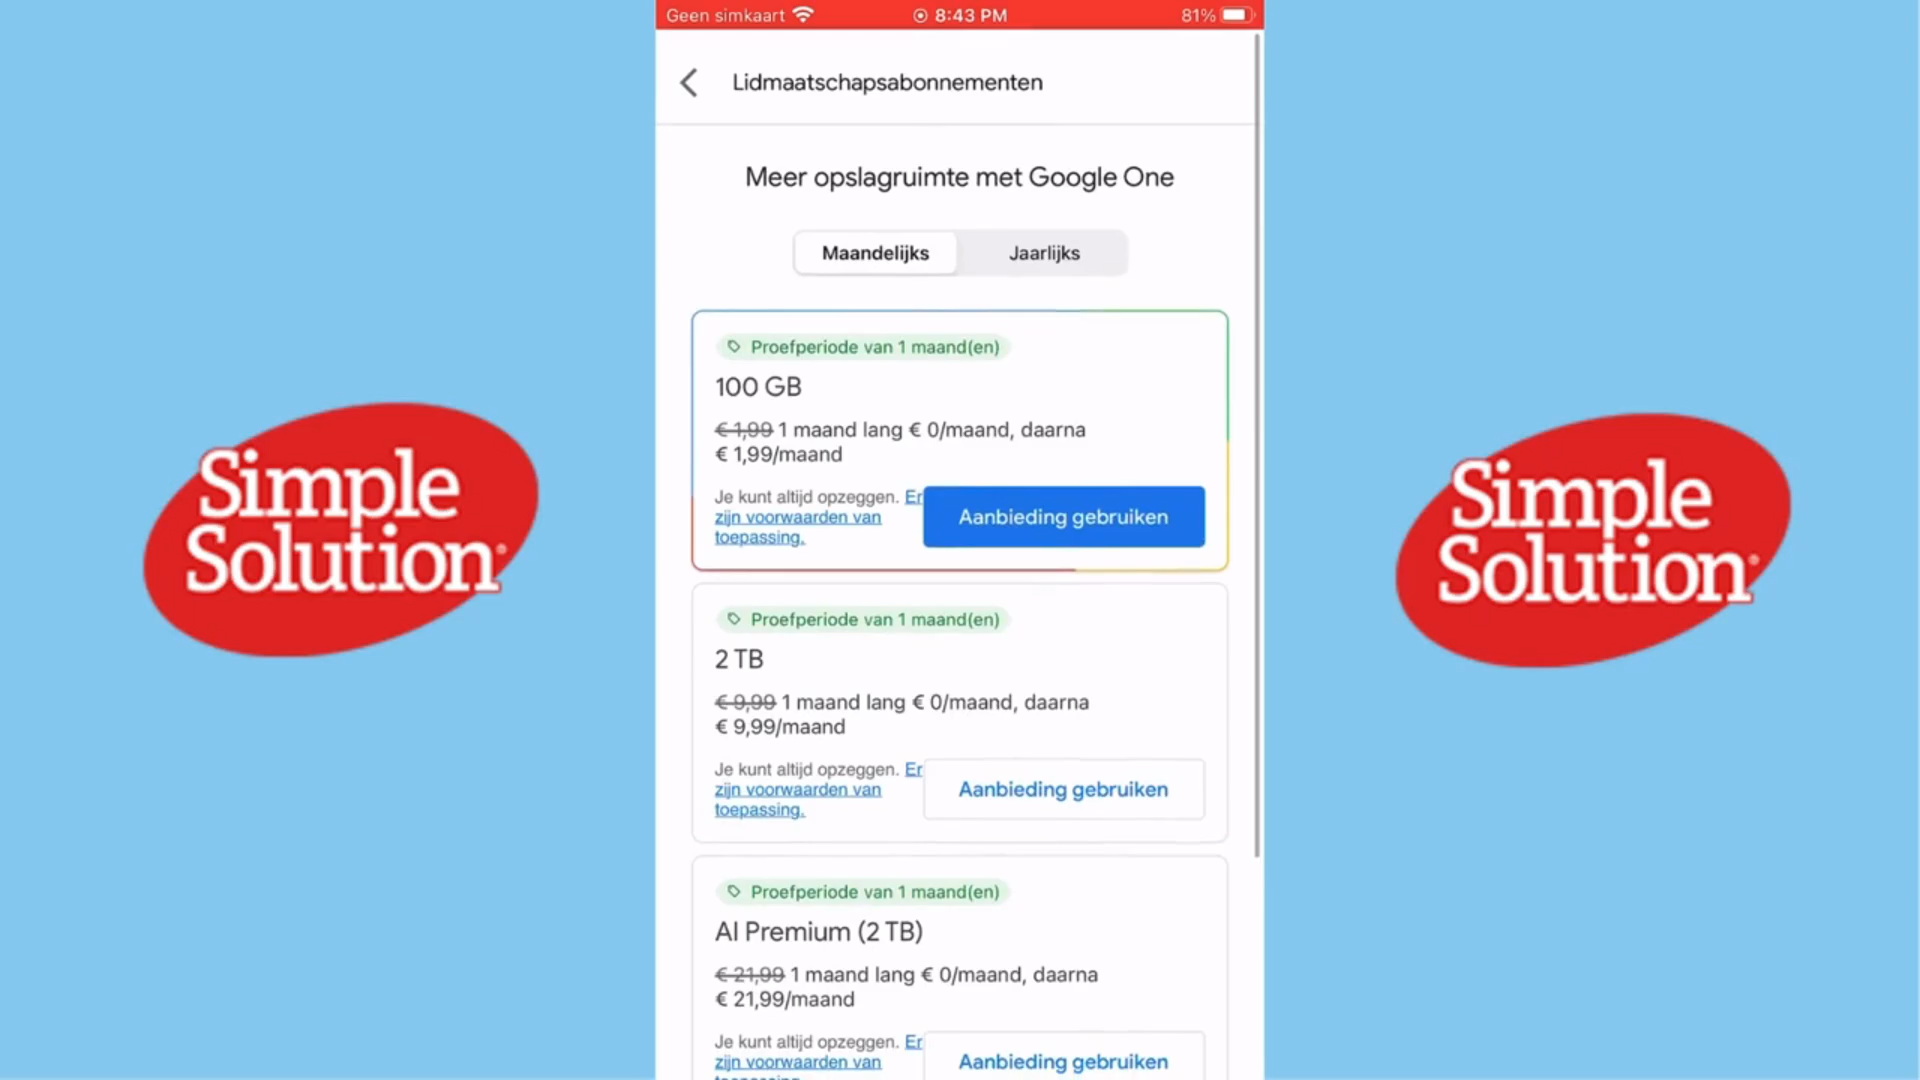 Geen simkaart
8:43 PM
81%
Lidmaatschapsabonnementen
Meer opslagruimte met Google One
Maandelijks
Jaarlijks
Proefperiode van 1 maand(en)
100 GB
€ 1,99 1 maand lang € 0/maand, daarna
€ 1,99/maand
Je kunt altijd opzeggen. Er
zijn voorwaarden van
toepassing.
Aanbieding gebruiken
Proefperiode van 1 maand(en)
2 TB
€ 9,99 1 maand lang € 0/maand, daarna
€ 9,99/maand
Je kunt altijd opzeggen. Er
zijn voorwaarden van
toepassing.
Aanbieding gebruiken
Proefperiode van 1 maand(en)
AI Premium (2 TB)
€ 21,99 1 maand lang € 0/maand, daarna
€ 21,99/maand
Je kunt altijd opzeggen. Er
zijn voorwaarden van
Aanbieding gebruiken
Simple
Solution
Simple
Solution